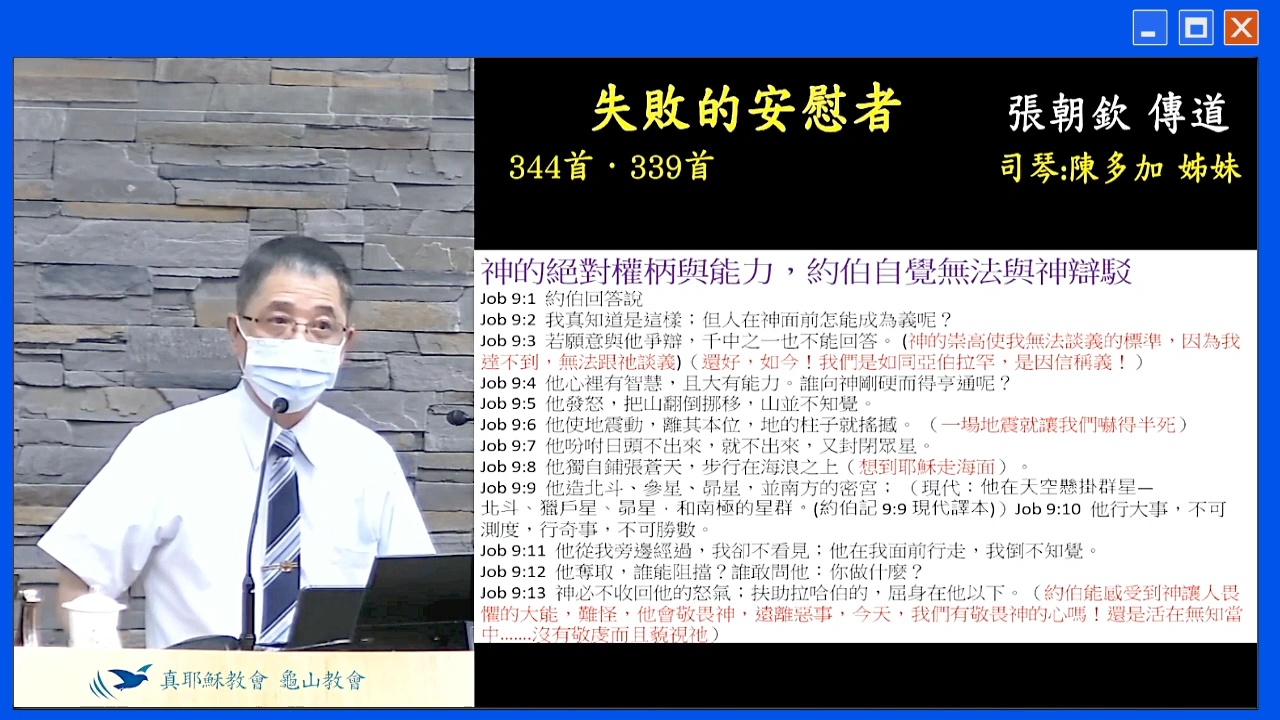 失敗的安慰者
張朝欽 傳道
344首 · 339首
司琴:陳多加 姊妹
神的絕對權柄與能力，約伯自覺無法與神辯駁
Job 9:1 約伯回答說
Job 9:2 我真知道是這樣；但人在神面前怎能成為義呢？
Job 9:3 若願意與他爭辯，千中之一也不能回答。(神的崇高使我無法談義的標準，因為我
達不到，無法跟祂談義)（還好，如今！我們是如同亞伯拉罕，是因信稱義！）
Job 9:4 他心裡有智慧，且大有能力。誰向神剛硬而得亨通呢？
Job 9:5 他發怒，把山翻倒挪移，山並不知覺。
Job 9:6 他使地震動，離其本位，地的柱子就搖撼。（一場地震就讓我們嚇得半死）
Job 9:7 他吩咐日頭不出來，就不出來，又封閉眾星。
Job 9:8 他獨自鋪張蒼天，步行在海浪之上（想到耶穌走海面）。
Job 9:9 他造北斗、參星、昴星，並南方的密宮；（現代：他在天空懸掛群星—
北斗、獵戶星、昴星．和南極的星群。(約伯記 9:9 現代譯本)）Job 9:10 他行大事，不可
測度，行奇事，不可勝數。
Job 9:11 他從我旁邊經過，我卻不看見；他在我面前行走，我倒不知覺。
Job 9:12 他奪取，誰能阻擋？誰敢問他：你做什麼？
Job 9:13 神必不收回他的怒氣；扶助拉哈伯的，屈身在他以下。（約伯能感受到神讓人畏
懼的大能，難怪，他會敬畏神，遠離惡事，今天，我們有敬畏神的心嗎！還是活在無知當
中.......沒有敬虔而且藐視祂）
真耶穌教會 龜山教會